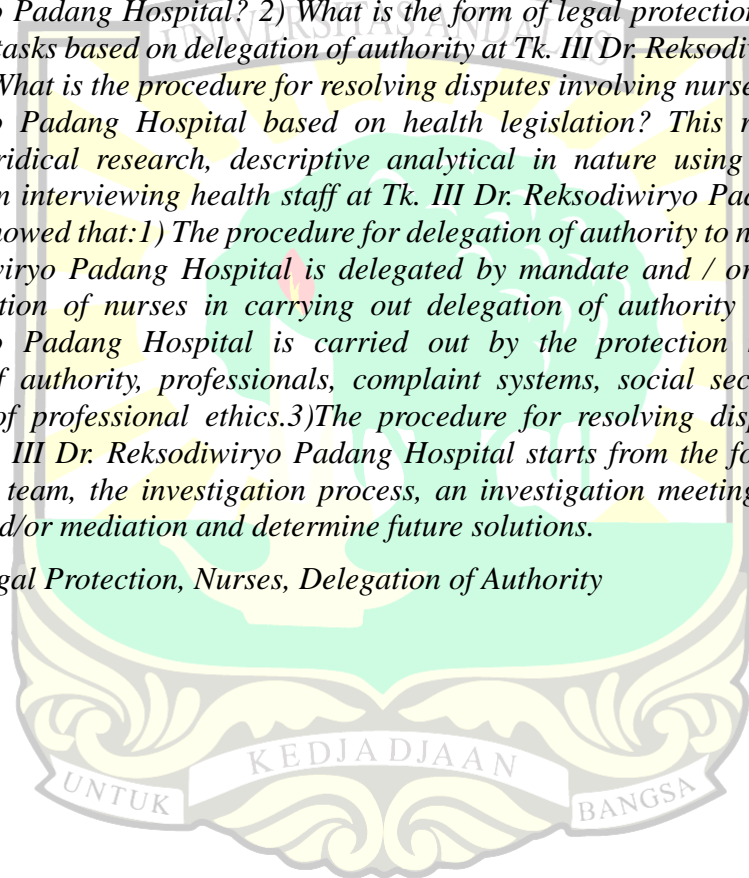 o Padang Hospital? 2) What is the form of legal protection
tasks based on delegation of authority at Tk. III Dr. Reksodi
What is the procedure for resolving disputes involving nurse
o Padang Hospital based on health legislation? This
ridical research, descriptive analytical in nature using
n interviewing health staff at Tk. III Dr. Reksodiwiryo Pad
howed that:1) The procedure for delegation of authority to
wiryo Padang Hospital is delegated by mandate and / or
tion of nurses in carrying out delegation of authority
o Padang Hospital is carried out by the protection
f authority, professionals, complaint systems, social sec
of professional ethics.3)The procedure for resolving disp
III Dr. Reksodiwiryo Padang Hospital starts from the fo
team, the investigation process, an investigation meeting
d/or mediation and determine future solutions.
gal Protection, Nurses, Delegation of Authority
UNIVERSITAS ANDALAS
UNTUK
KEDJADJAAN
BANGSA